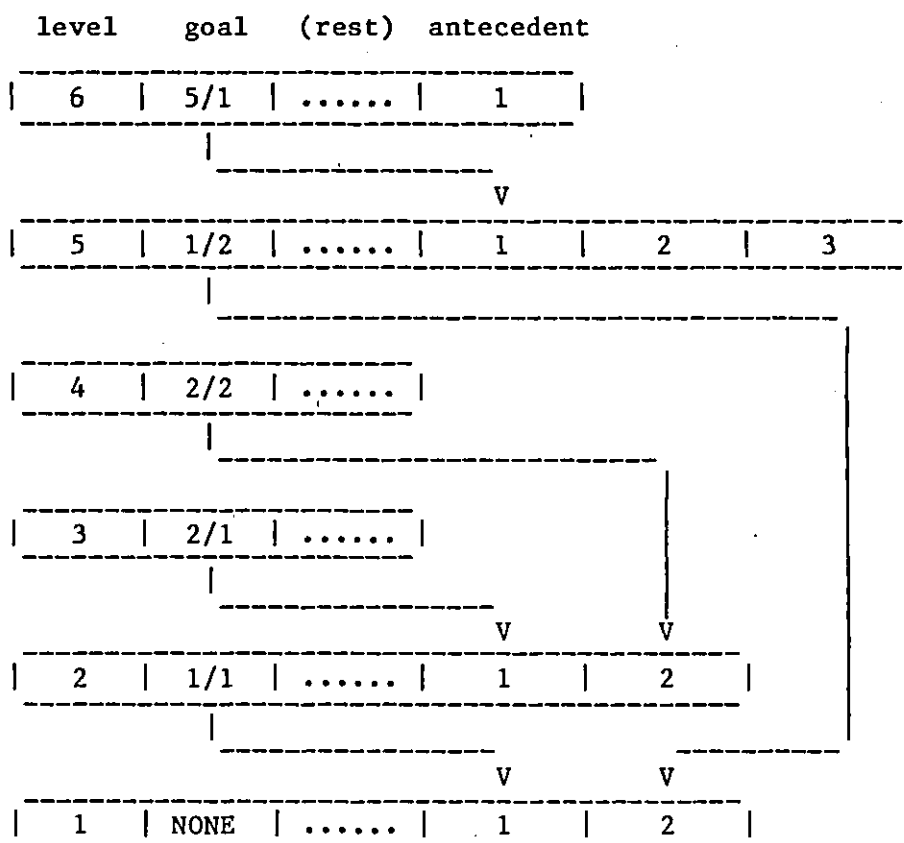 level goal (rest) antecedent
| 6 | 5/1 | ...... | 1 |
V
| 5 | 1/2 | ...... | 1 | 2 | 3
| 4 | 2/2 | ...... |
| 3 | 2/1 | ...... |
V V
| 2 | 1/1 | ...... | 1 | 2 |
V V
| 1 | NONE | ...... | 1 | 2 |